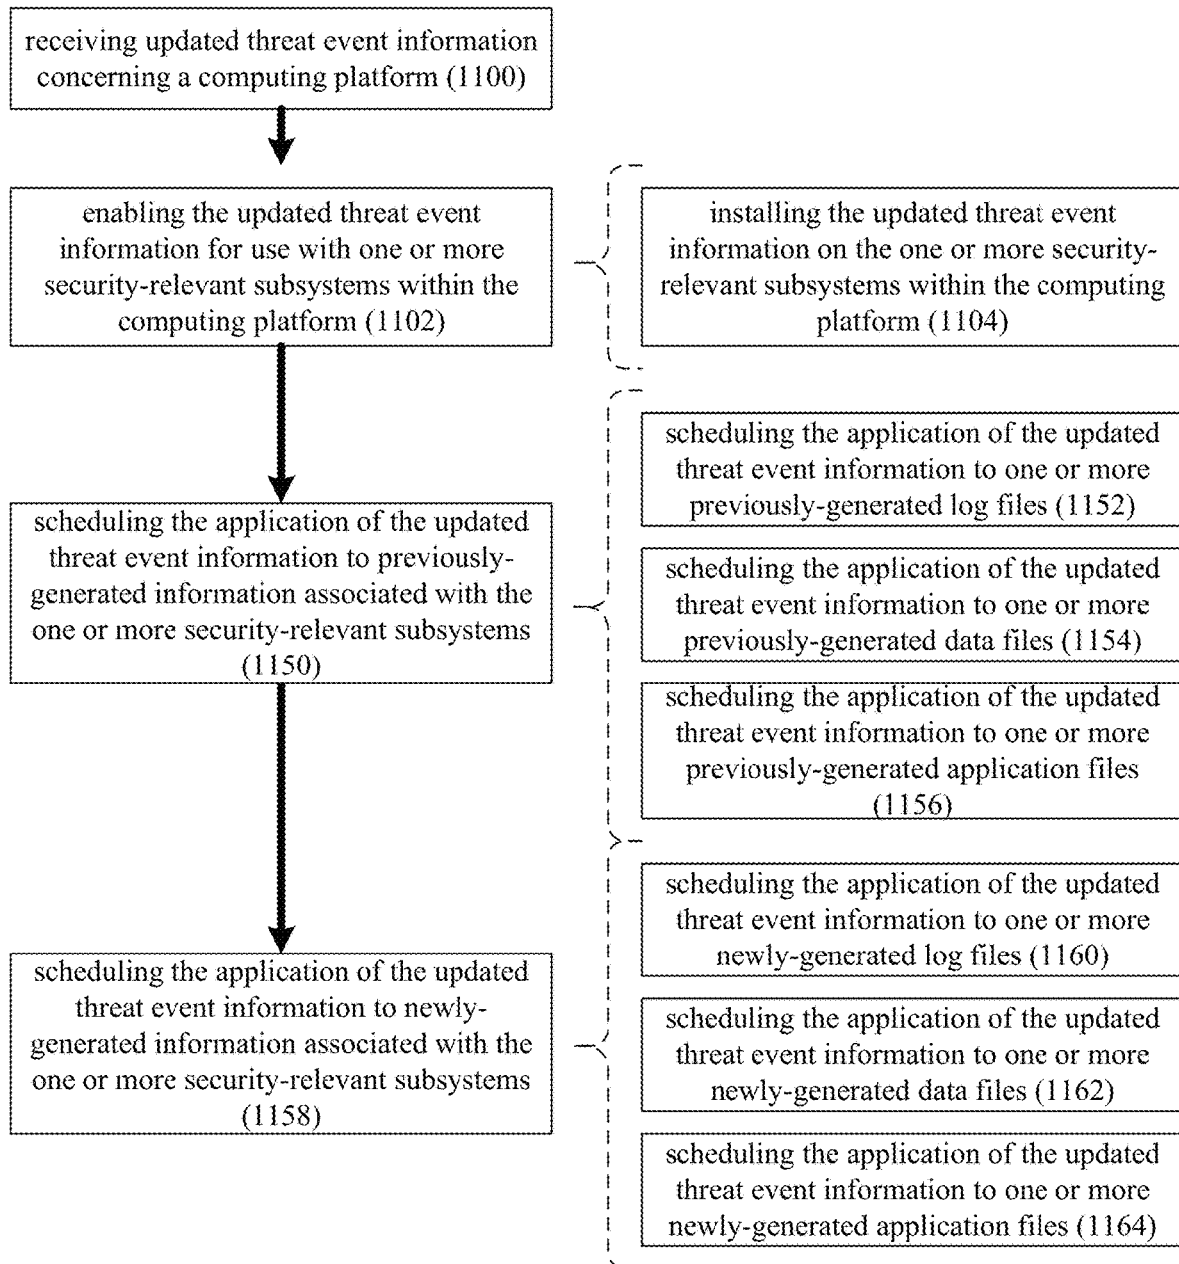 receiving updated threat event information
concerning a computing platform (1100)
enabling the updated threat event
information for use with one or more
security-relevant subsystems within the
computing platform (1102)
installing the updated threat event
information on the one or more security-
relevant subsystems within the computing
platform (1104)
scheduling the application of the updated
threat event information to previously-
generated information associated with the
one or more security-relevant subsystems
(1150)
scheduling the application of the updated
threat event information to one or more
previously-generated log files (1152)
scheduling the application of the updated
threat event information to one or more
previously-generated data files (1154)
scheduling the application of the updated
threat event information to one or more
previously-generated application files
(1156)
scheduling the application of the updated
threat event information to newly-
generated information associated with the
one or more security-relevant subsystems
(1158)
scheduling the application of the updated
threat event information to one or more
newly-generated log files (1160)
scheduling the application of the updated
threat event information to one or more
newly-generated data files (1162)
scheduling the application of the updated
threat event information to one or more
newly-generated application files (1164)